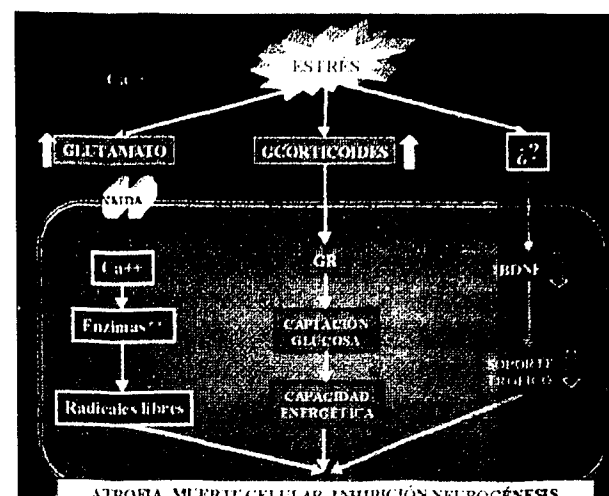 ESTRÉS
Ca++
GLUTAMATO
GCORTICOIDES
¿?
NMDA
Ca++
GR
BDNF
Enzimas++
CAPTACIÓN
GLUCOSA
SOPORTE
TRÓFICO
Radicales libres
CAPACIDAD
ENERGÉTICA
ATROFIA, MUERTE CELULAR, INHIBICIÓN NEUROGÉNESIS